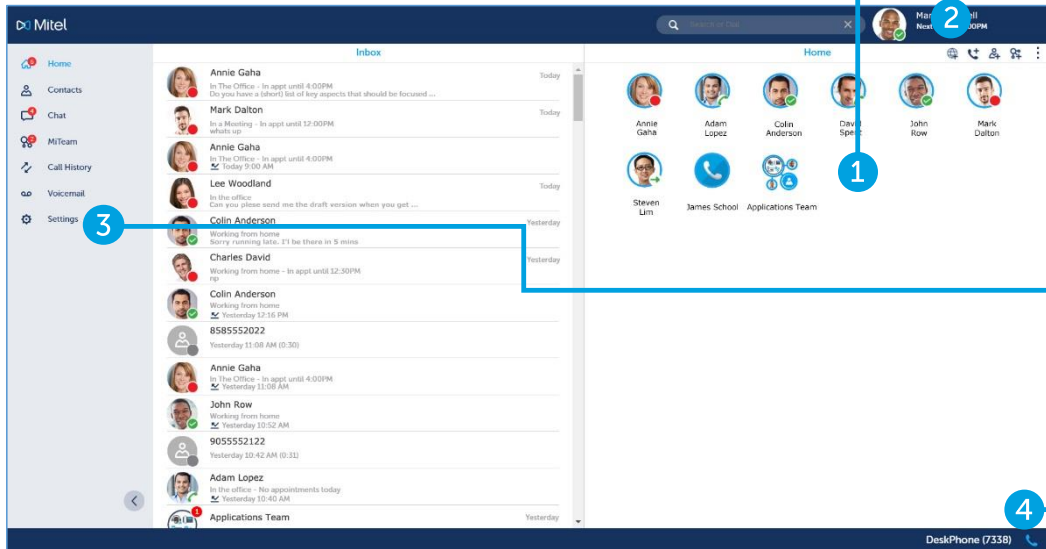 Mitel
Search or Dial
2
Inbox
Home
Home
Contacts
Chat
MiTeam
Call History
Voicemail
Settings
3
Annie Gaha
Today
In The Office - In appt until 4:00PM
Do you have a (short) list of key aspects that should be focused ...
Mark Dalton
Today
In a Meeting - In appt until 12:00PM
whats up
Annie Gaha
In The Office - In appt until 4:00PM
Today 9:00 AM
Lee Woodland
Today
In the office
Can you plese send me the draft version when you get ...
Colin Anderson
Yesterday
Working from home
Sorry running late. I'l be there in 5 mins
Charles David
Yesterday
Working from home - In appt until 12:30PM
np
Colin Anderson
Working from home
Yesterday 12:16 PM
8585552022
Yesterday 11:08 AM (0:30)
Annie Gaha
In The Office - In appt until 4:00PM
Yesterday 11:08 AM
John Row
Working from home
Yesterday 10:52 AM
9055552122
Yesterday 10:42 AM (0:31)
Adam Lopez
In the office - No appointments today
Yesterday 10:40 AM
1
Applications Team
Yesterday
Annie
Gaha
Adam
Lopez
Colin
Anderson
John
Row
Mark
Dalton
1
Steven
Lim
James School
Applications Team
4
DeskPhone (7338)